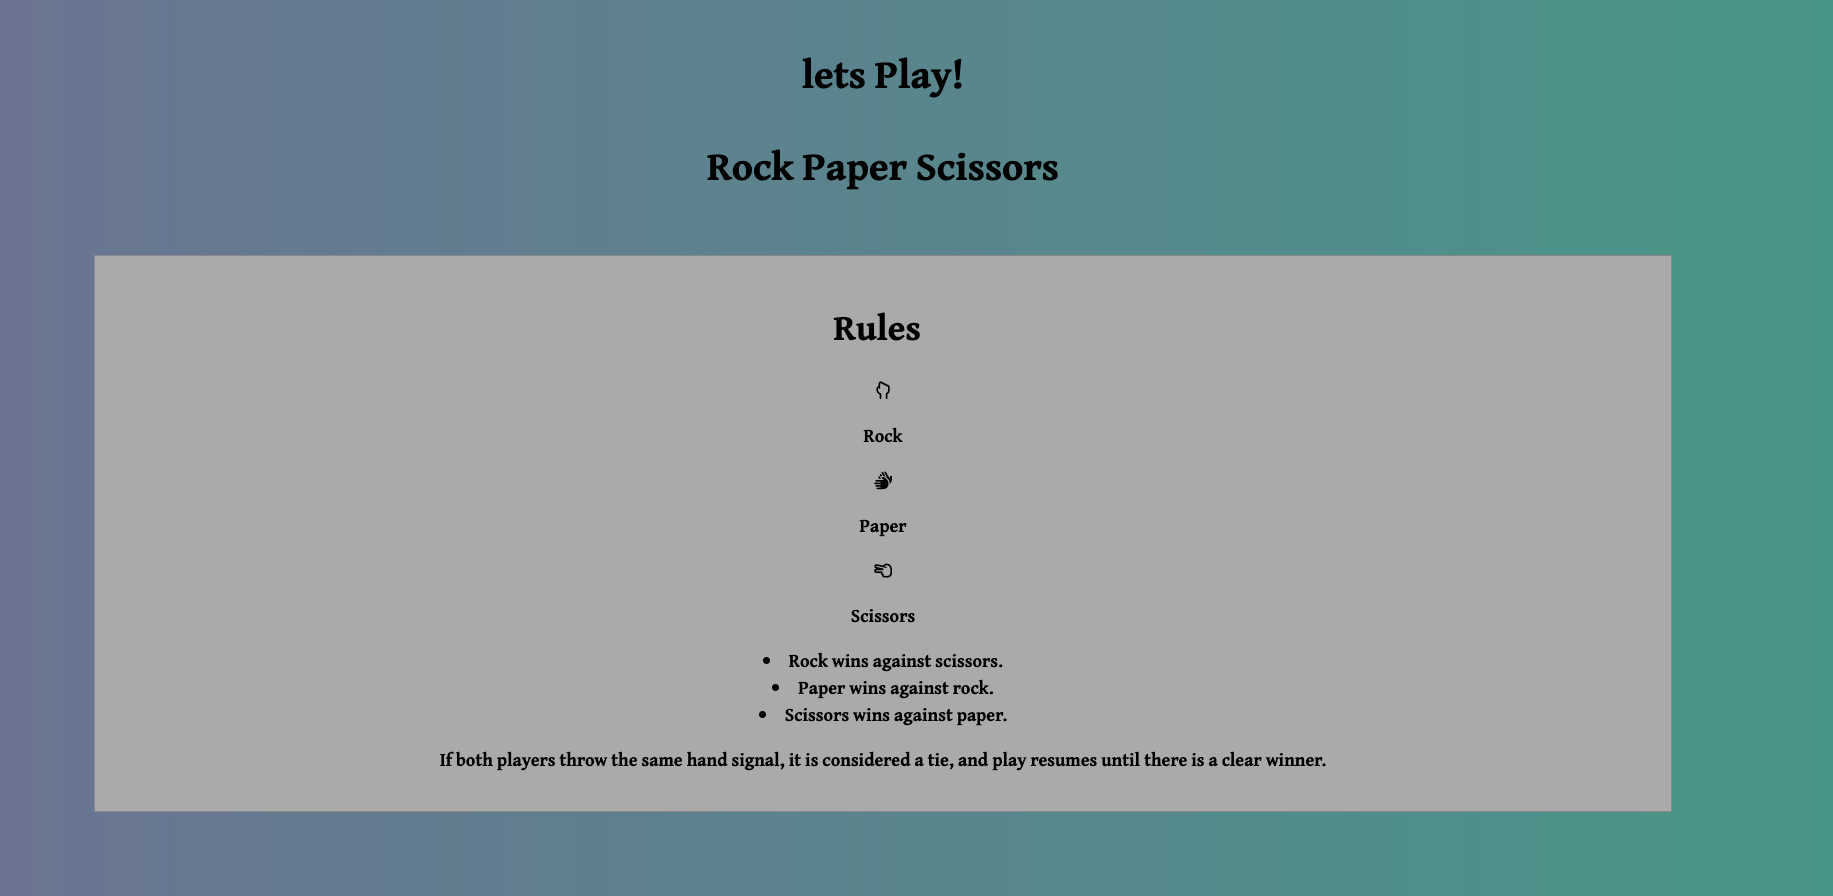 lets Play!
Rock Paper Scissors
Rules
Rock
Paper
Scissors
• Rock wins against scissors.
• Paper wins against rock.
• Scissors wins against paper.
If both players throw the same hand signal, it is considered a tie, and play resumes until there is a clear winner.